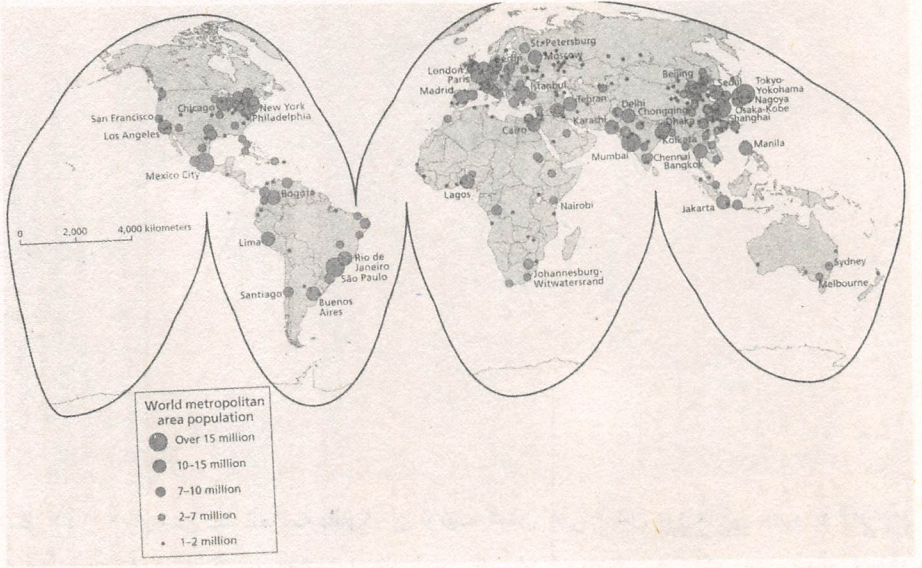 St. Petersburg
Berlin
Moscow
London
Paris
Madrid
Istanbul
Tehran
Cairo
Karachi
Delhi
Mumbai
Dhaka
Kolkata
Chennai
Bangkok
Chongqing
Beijing
Seoul
Tokyo-
Yokohama
Nagoya
Osaka-Kobe
Shanghai
Manila
Jakarta
Sydney
Melbourne
Lagos
Nairobi
Johannesburg-
Witwatersrand
Chicago
New York
Philadelphia
San Francisco
Los Angeles
Mexico City
Bogotá
Lima
Rio de
Janeiro
São Paulo
Santiago
Buenos
Aires
0 2,000 4,000 kilometers
World metropolitan
area population
Over 15 million
10–15 million
7–10 million
2–7 million
1–2 million